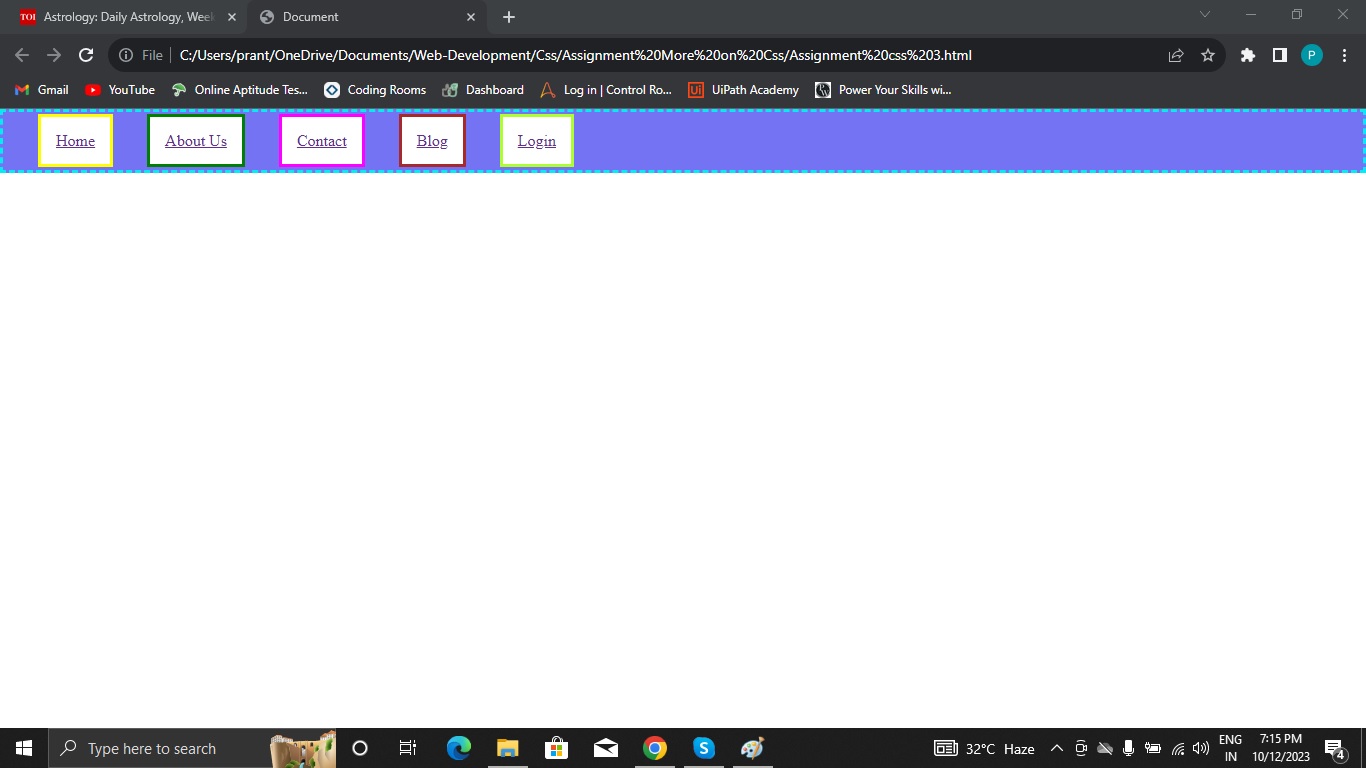 TOI Astrology: Daily Astrology, Week
Document
File C:/Users/prant/OneDrive/Documents/Web-Development/Css/Assignment%20More%20on%20Css/Assignment%20css%203.html
P
Gmail YouTube Online Aptitude Tes... Coding Rooms Dashboard Log in | Control Ro... Ui UiPath Academy Power Your Skills wi...
Home About Us Contact Blog Login
Type here to search
32°C Haze
ENG
IN
7:15 PM
10/12/2023
4